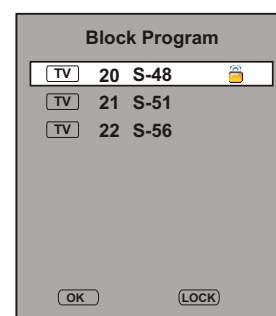 Block Program
TV 20 S-48
TV 21 S-51
TV 22 S-56
OK LOCK